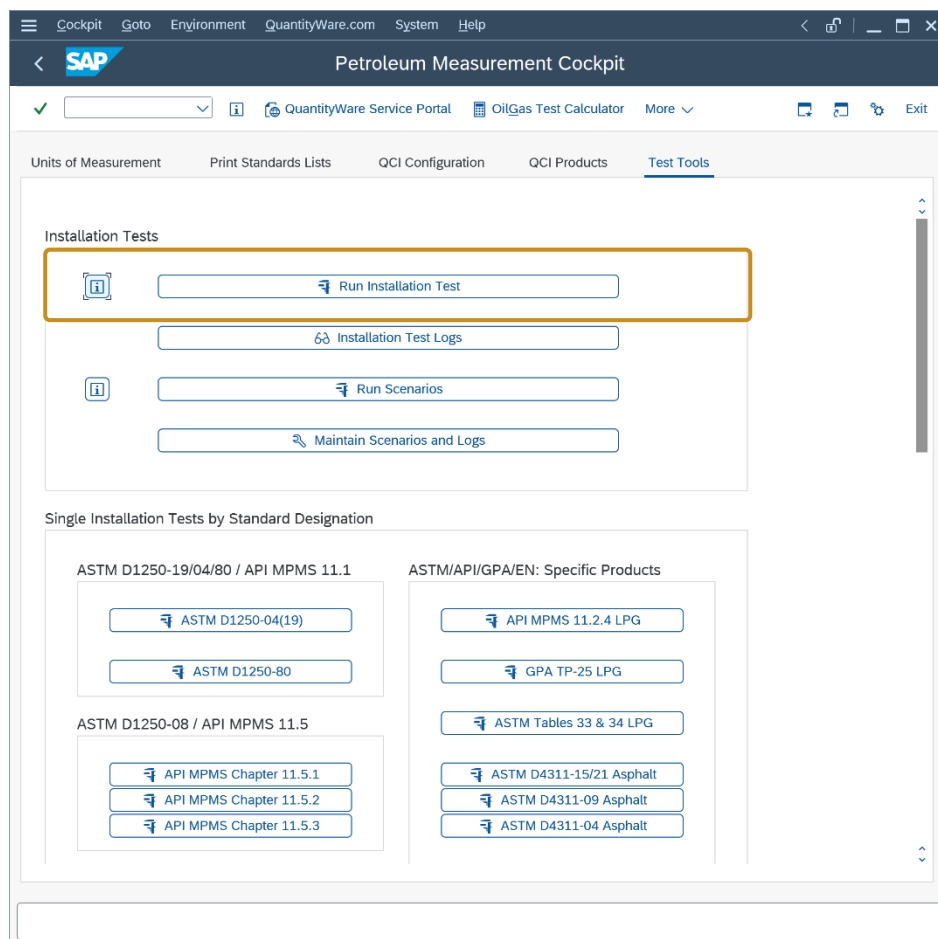 Cockpit Goto Environment QuantityWare.com System Help
SAP Petroleum Measurement Cockpit
QuantityWare Service Portal OilGas Test Calculator More Exit
Units of Measurement Print Standards Lists QCI Configuration QCI Products Test Tools
Installation Tests
Run Installation Test
Installation Test Logs
Run Scenarios
Maintain Scenarios and Logs
Single Installation Tests by Standard Designation
ASTM D1250-19/04/80 / API MPMS 11.1
ASTM D1250-04(19)
ASTM D1250-80
ASTM D1250-08 / API MPMS 11.5
API MPMS Chapter 11.5.1
API MPMS Chapter 11.5.2
API MPMS Chapter 11.5.3
ASTM/API/GPA/EN: Specific Products
API MPMS 11.2.4 LPG
GPA TP-25 LPG
ASTM Tables 33 & 34 LPG
ASTM D4311-15/21 Asphalt
ASTM D4311-09 Asphalt
ASTM D4311-04 Asphalt